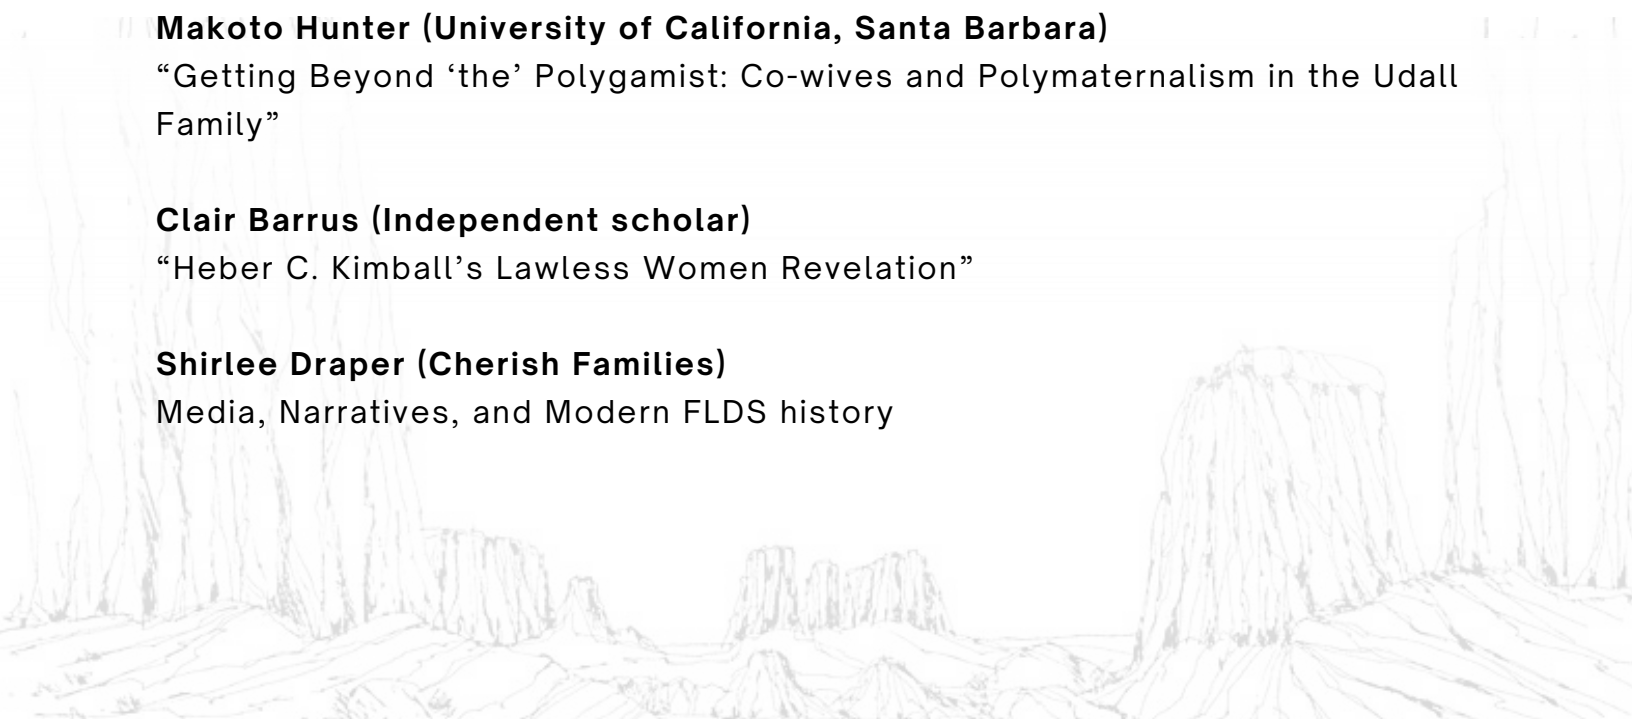 Makoto Hunter (University of California, Santa Barbara)
“Getting Beyond ‘the’ Polygamist: Co-wives and Polymaternalism in the Udall
Family”
Clair Barrus (Independent scholar)
“Heber C. Kimball’s Lawless Women Revelation”
Shirlee Draper (Cherish Families)
Media, Narratives, and Modern FLDS history